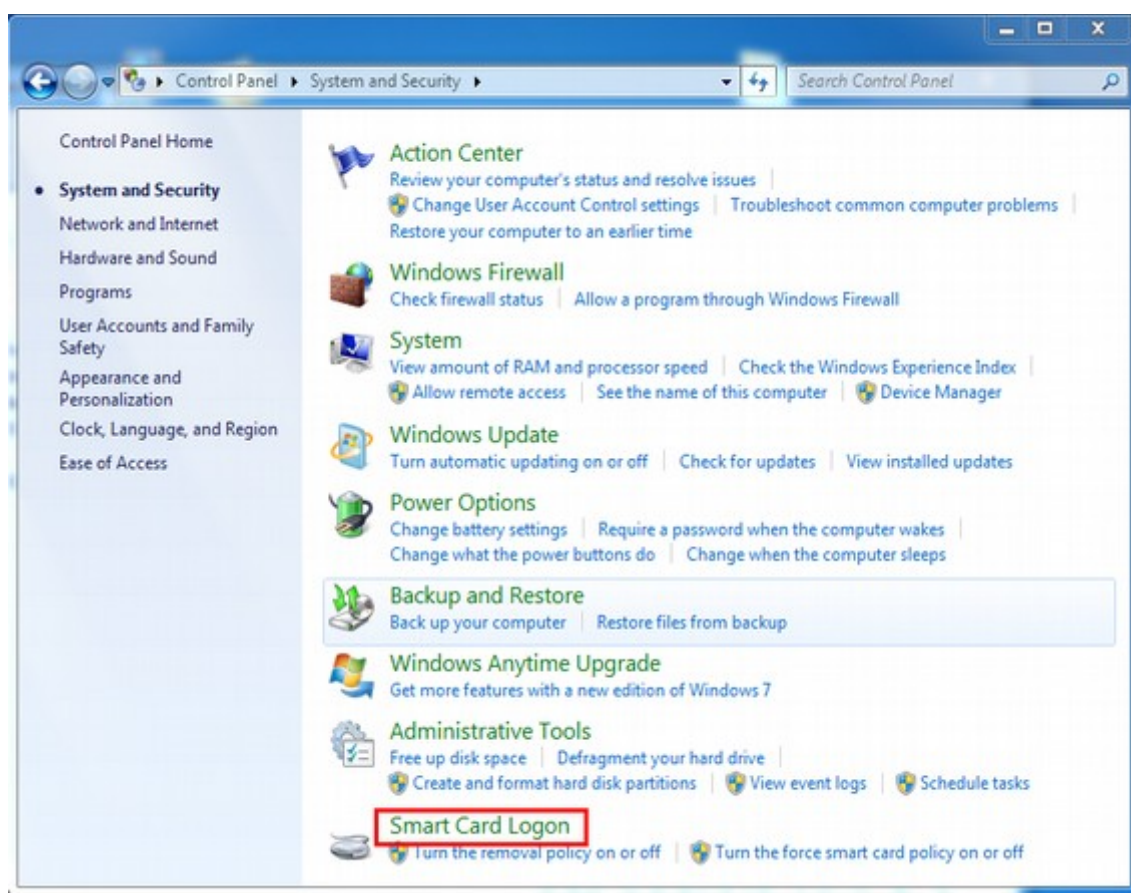 Control Panel System and Security Search Control Panel
Control Panel Home
System and Security
Network and Internet
Hardware and Sound
Programs
User Accounts and Family
Safety
Appearance and
Personalization
Clock, Language, and Region
Ease of Access
Action Center
Review your computer's status and resolve issues
Change User Account Control settings Troubleshoot common computer problems
Restore your computer to an earlier time
Windows Firewall
Check firewall status Allow a program through Windows Firewall
System
View amount of RAM and processor speed Check the Windows Experience Index
Allow remote access See the name of this computer Device Manager
Windows Update
Turn automatic updating on or off Check for updates View installed updates
Power Options
Change battery settings Require a password when the computer wakes
Change what the power buttons do Change when the computer sleeps
Backup and Restore
Back up your computer Restore files from backup
Windows Anytime Upgrade
Get more features with a new edition of Windows 7
Administrative Tools
Free up disk space Defragment your hard drive
Create and format hard disk partitions View event logs Schedule tasks
Smart Card Logon
Turn the removal policy on or off Turn the force smart card policy on or off